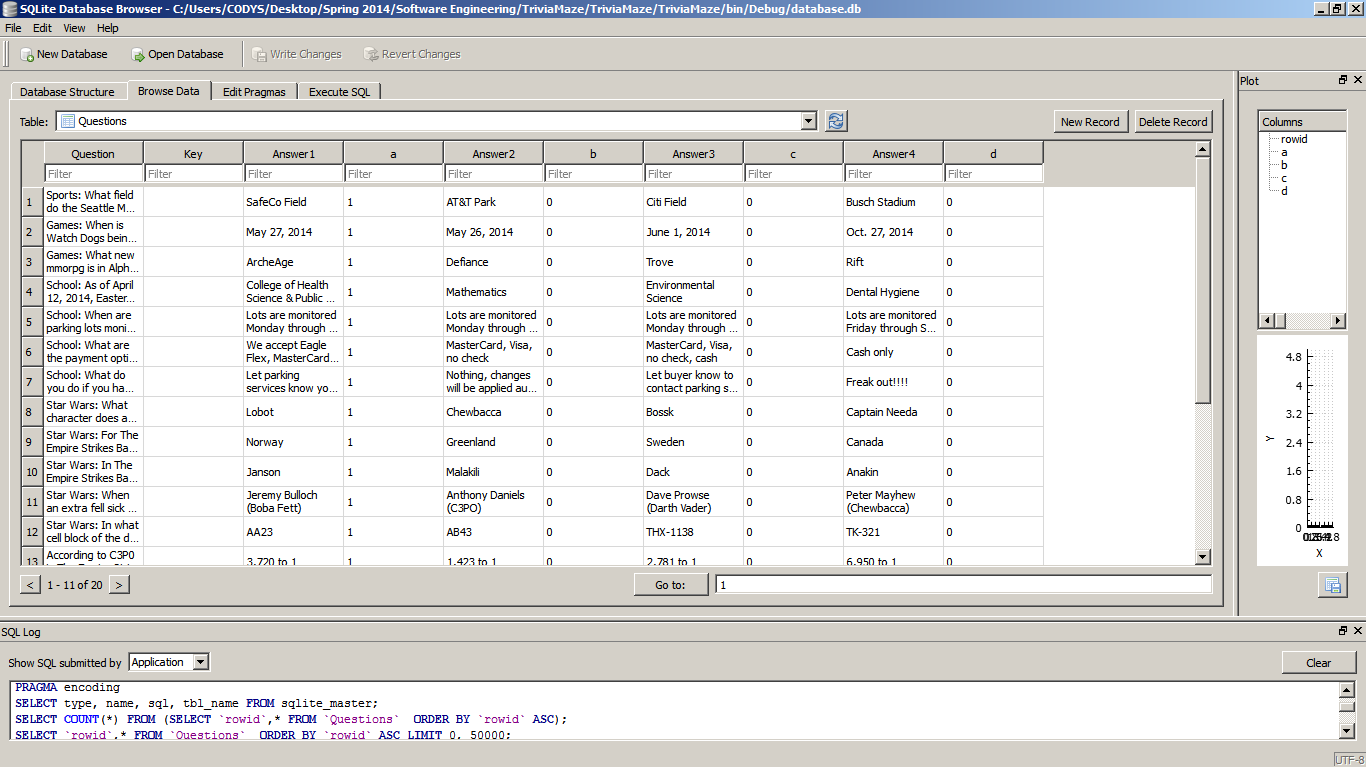 SQLite Database Browser - C:/Users/CODYS/Desktop/Spring 2014/Software Engineering/TriviaMaze/TriviaMaze/TriviaMaze/bin/Debug/database.db
File Edit View Help
New Database Open Database Write Changes Revert Changes
Database Structure Browse Data Edit Pragmas Execute SQL
Table: Questions New Record Delete Record
Question Key Answer1 a Answer2 b Answer3 c Answer4 d
Filter Filter Filter Filter Filter Filter Filter Filter Filter Filter
1 Sports: What field do the Seattle M... SafeCo Field 1 AT&T Park 0 Citi Field 0 Busch Stadium 0
2 Games: When is Watch Dogs bein... May 27, 2014 1 May 26, 2014 0 June 1, 2014 0 Oct. 27, 2014 0
3 Games: What new mmorpg is in Alph... ArcheAge 1 Defiance 0 Trove 0 Rift 0
4 School: As of April 12, 2014, Easter... College of Health Science & Public ... 1 Mathematics 0 Environmental Science 0 Dental Hygiene 0
5 School: When are parking lots moni... Lots are monitored Monday through ... 1 Lots are monitored Monday through ... 0 Lots are monitored Monday through ... 0 Lots are monitored Friday through S... 0
6 School: What are the payment opti... We accept Eagle Flex, MasterCard... 1 MasterCard, Visa, no check 0 MasterCard, Visa, no check, cash 0 Cash only 0
7 School: What do you do if you ha... Let parking services know yo... 1 Nothing, changes will be applied au... 0 Let buyer know to contact parking s... 0 Freak out!!!! 0
8 Star Wars: What character does a... Lobot 1 Chewbacca 0 Bossk 0 Captain Needa 0
9 Star Wars: For The Empire Strikes Ba... Norway 1 Greenland 0 Sweden 0 Canada 0
10 Star Wars: In The Empire Strikes Ba... Janson 1 Malakili 0 Dack 0 Anakin 0
11 Star Wars: When an extra fell sick ... Jeremy Bulloch (Boba Fett) 1 Anthony Daniels (C3PO) 0 Dave Prowse (Darth Vader) 0 Peter Mayhew (Chewbacca) 0
12 Star Wars: In what cell block of the d... AA23 1 AB43 0 THX-1138 0 TK-321 0
13 According to C3P0 3,720 to 1 1 1,423 to 1 0 2,781 to 1 0 6,950 to 1 0
< 1 - 11 of 20 > Go to: 1
Plot
Columns
rowid
a
b
c
d
4.8
4
3.2
2.4
1.6
0.8
0
Y
X
SQL Log
Show SQL submitted by Application Clear
PRAGMA encoding
SELECT type, name, sql, tbl_name FROM sqlite_master;
SELECT COUNT(*) FROM (SELECT `rowid`,* FROM `Questions`  ORDER BY `rowid` ASC);
SELECT `rowid`,* FROM `Questions`  ORDER BY `rowid` ASC LIMIT 0, 50000;
UTF-8